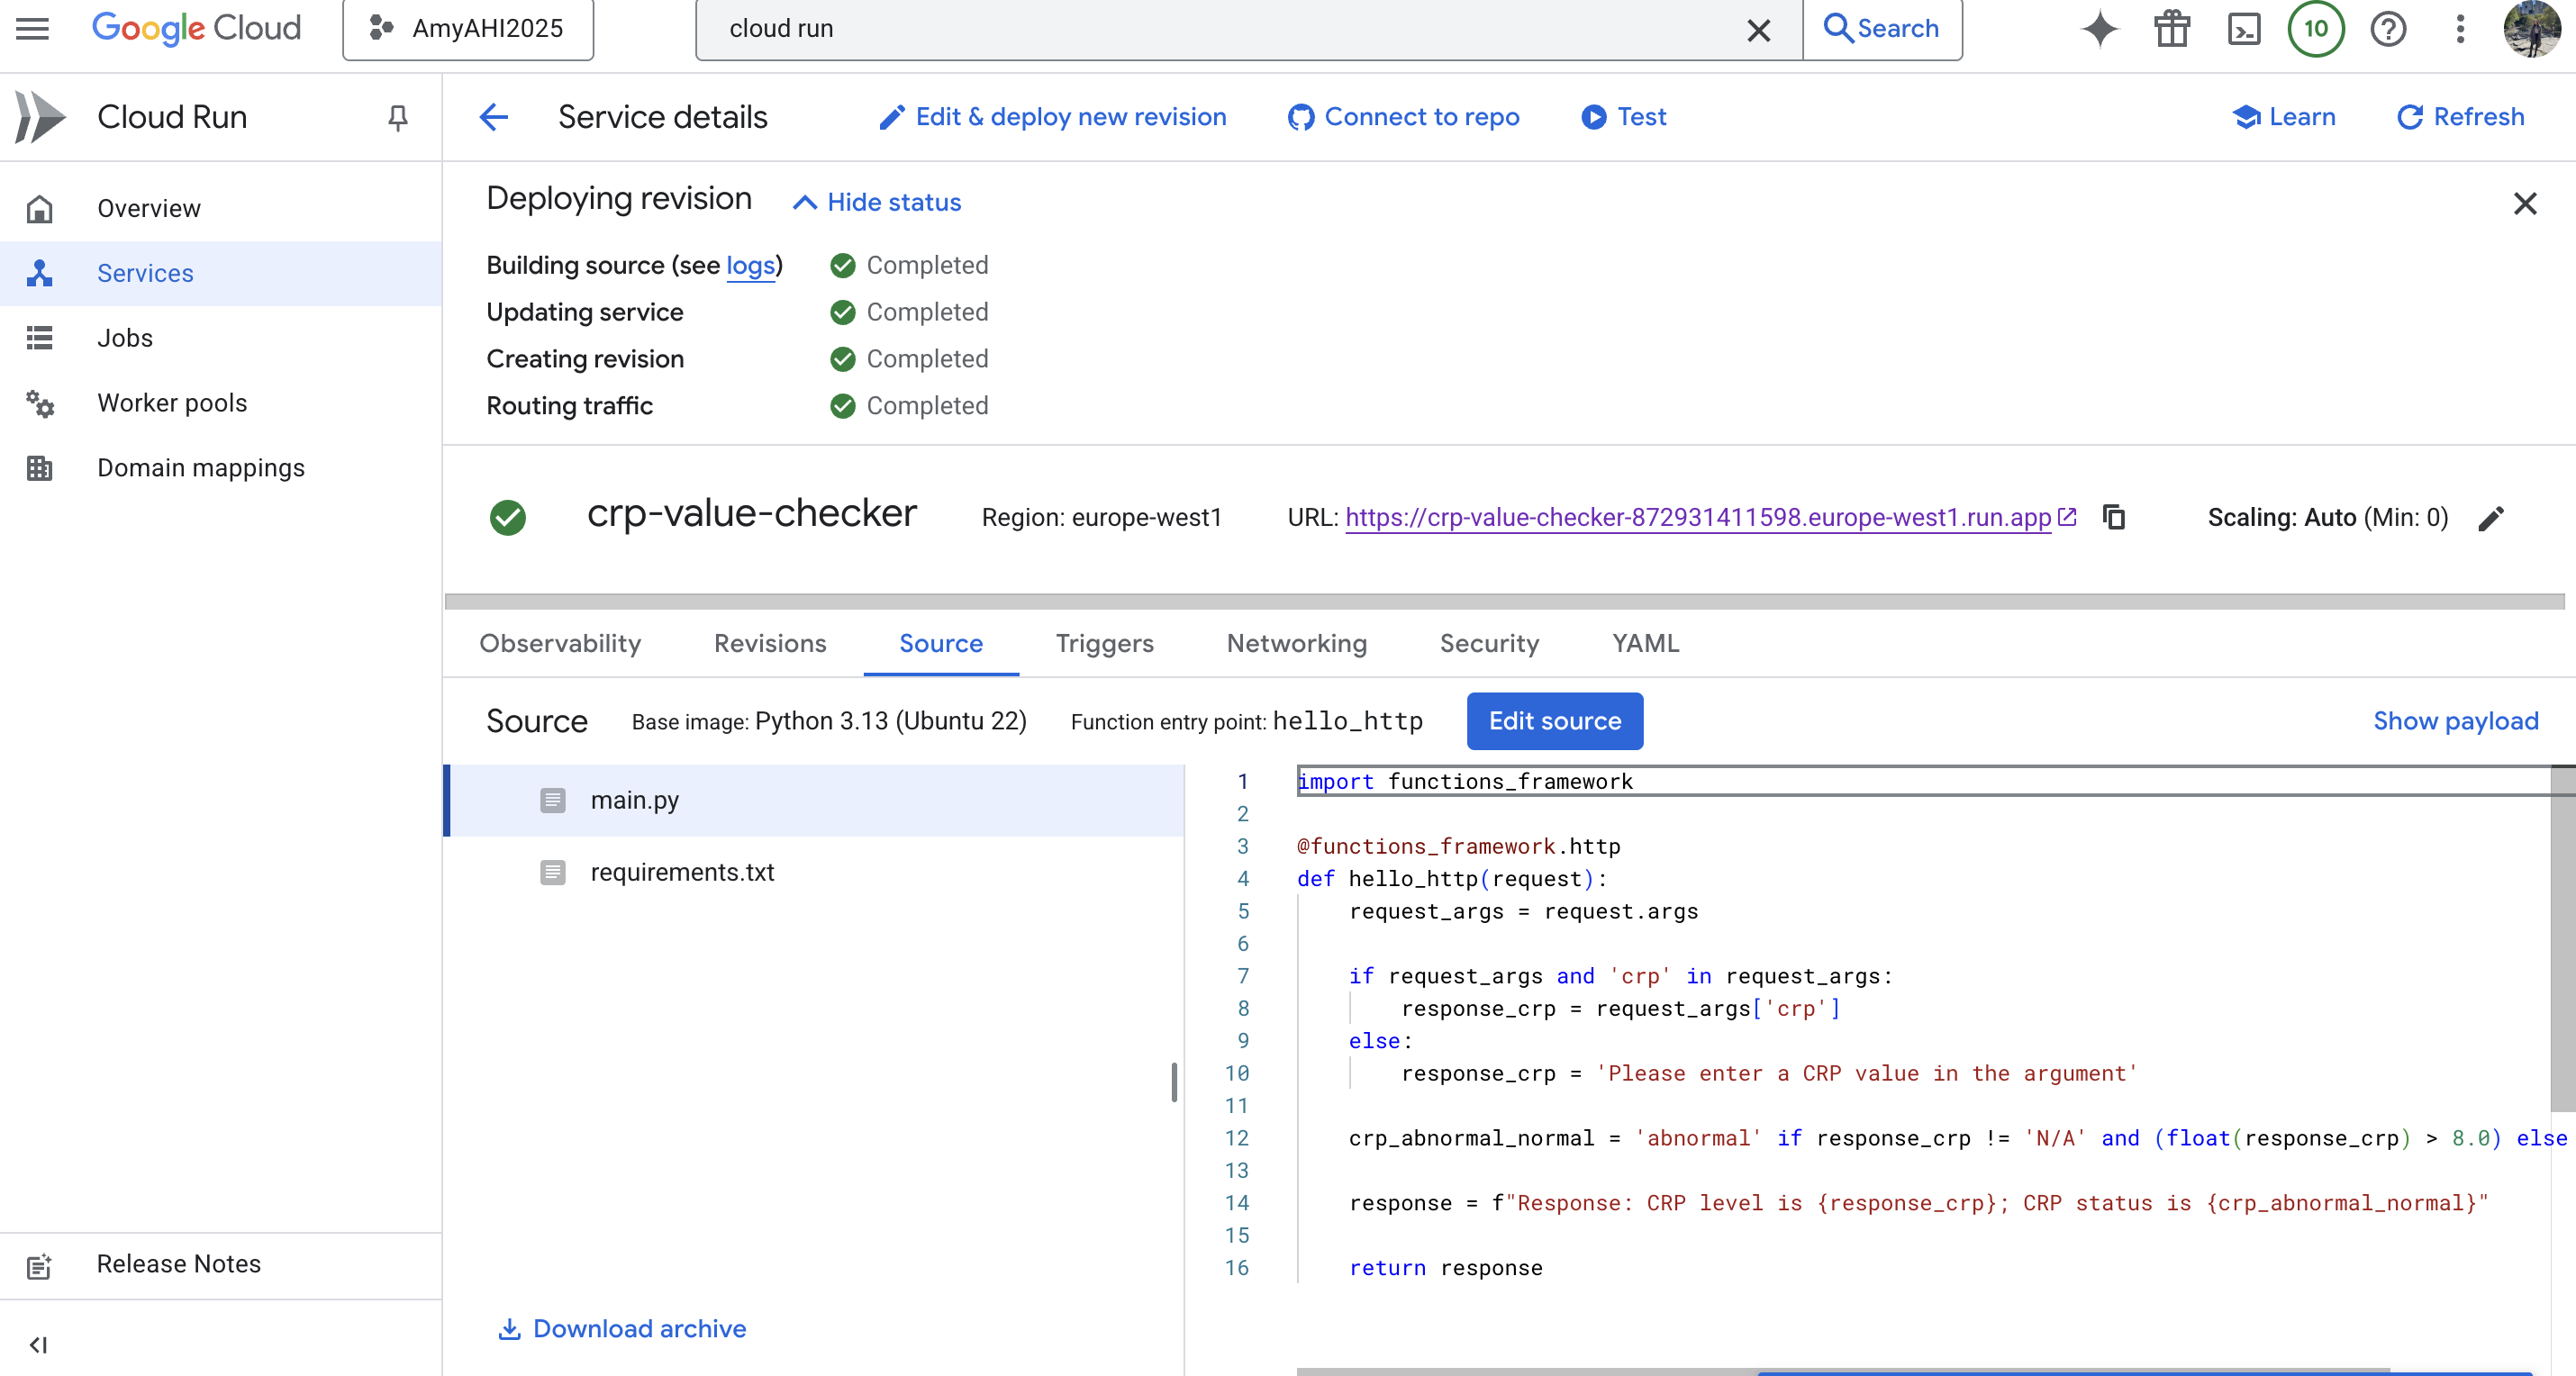 Google Cloud
AmyAHI2025
cloud run
Search
10
Cloud Run
Service details
Edit & deploy new revision
Connect to repo
Test
Learn
Refresh
Overview
Services
Jobs
Worker pools
Domain mappings
Release Notes
Deploying revision
Hide status
Building source (see logs) Completed
Updating service Completed
Creating revision Completed
Routing traffic Completed
crp-value-checker
Region: europe-west1
URL: https://crp-value-checker-872931411598.europe-west1.run.app
Scaling: Auto (Min: 0)
Observability
Revisions
Source
Triggers
Networking
Security
YAML
Source
Base image: Python 3.13 (Ubuntu 22)
Function entry point: hello_http
Edit source
Show payload
main.py
requirements.txt
Download archive
1 import functions_framework
2
3 @functions_framework.http
4 def hello_http(request):
5     request_args = request.args
6
7     if request_args and 'crp' in request_args:
8         response_crp = request_args['crp']
9     else:
10         response_crp = 'Please enter a CRP value in the argument'
11
12     crp_abnormal_normal = 'abnormal' if response_crp != 'N/A' and (float(response_crp) > 8.0) else
13
14     response = f"Response: CRP level is {response_crp}; CRP status is {crp_abnormal_normal}"
15
16     return response